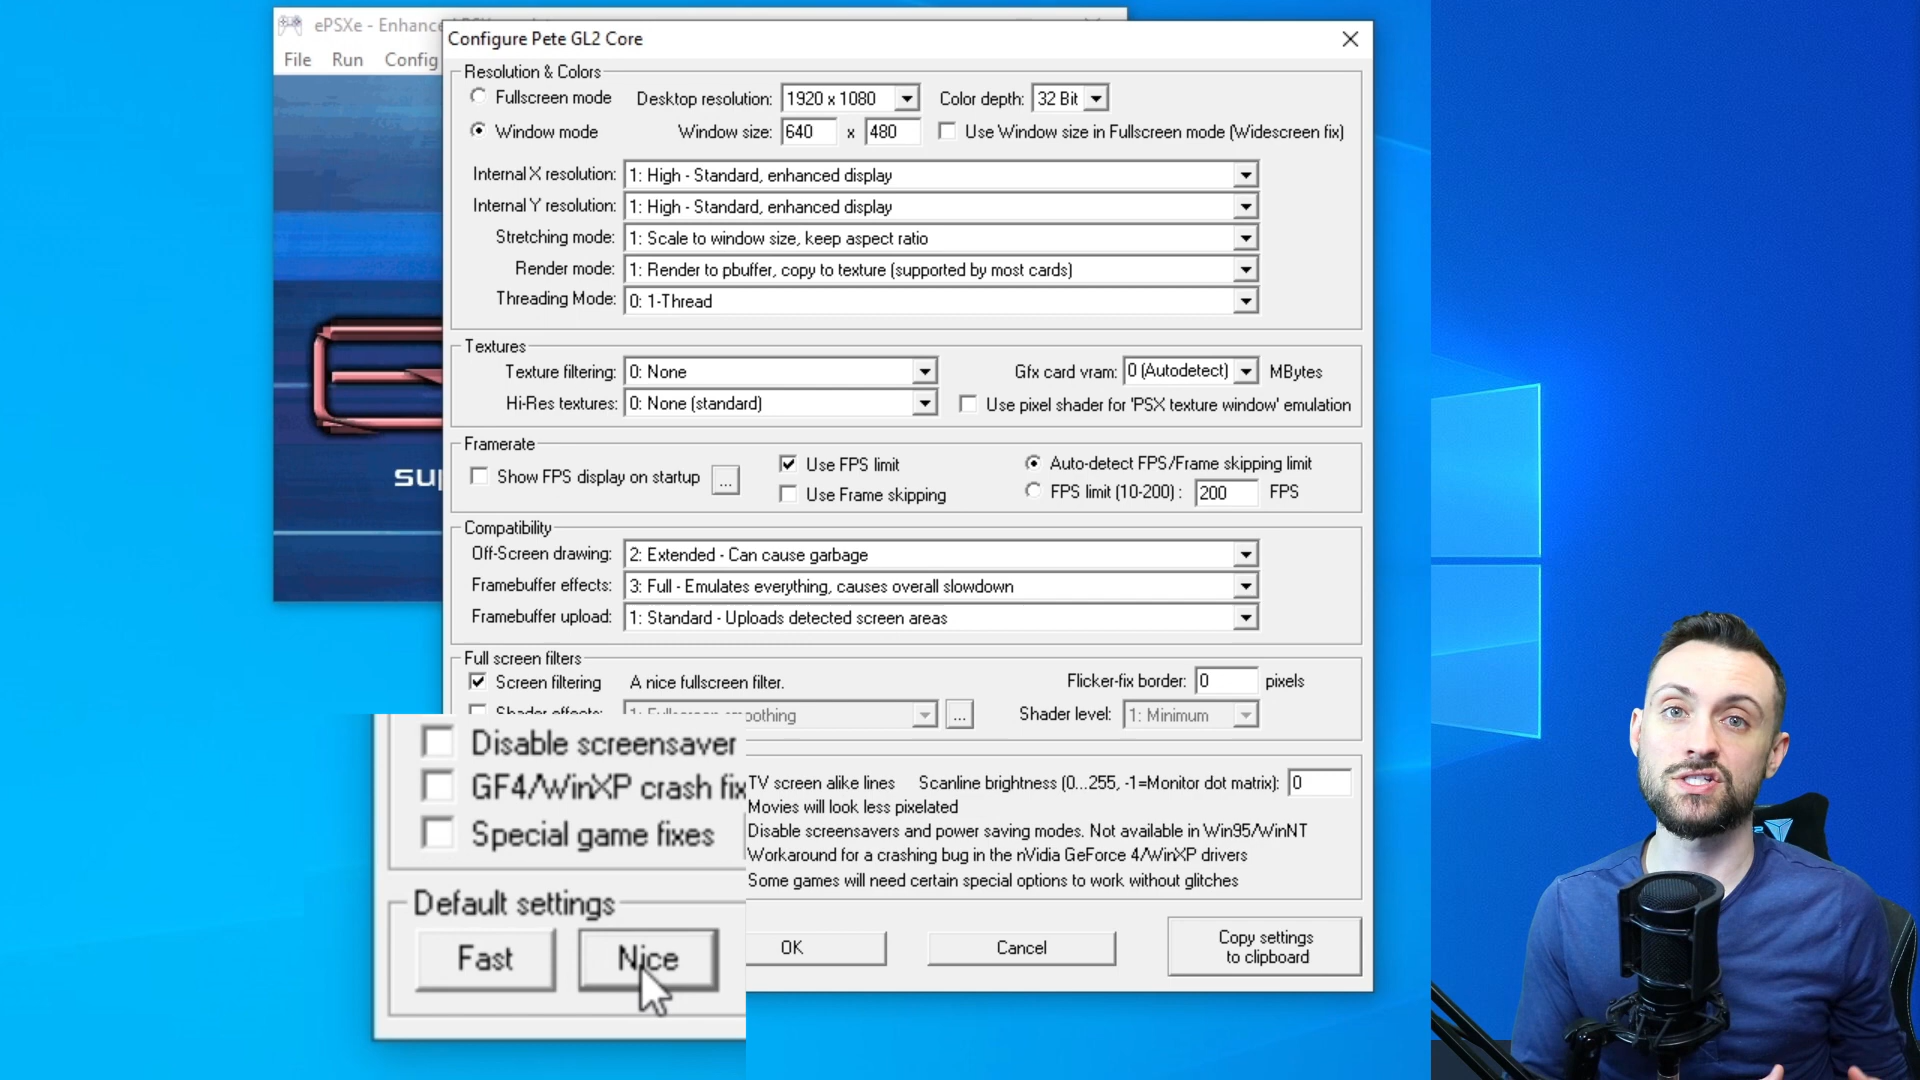 ePSXe - Enhance
File Run Config
Configure Pete GL2 Core
Resolution & Colors
Fullscreen mode Desktop resolution: 1920 x 1080 Color depth: 32 Bit
Window mode Window size: 640 x 480 Use Window size in Fullscreen mode (Widescreen fix)
Internal X resolution: 1: High - Standard, enhanced display
Internal Y resolution: 1: High - Standard, enhanced display
Stretching mode: 1: Scale to window size, keep aspect ratio
Render mode: 1: Render to pbuffer, copy to texture (supported by most cards)
Threading Mode: 0: 1-Thread
Textures
Texture filtering: 0: None Gfx card vram: 0 (Autodetect) MBytes
Hi-Res textures: 0: None (standard) Use pixel shader for 'PSX texture window' emulation
Framerate
Show FPS display on startup ... Use FPS limit Auto-detect FPS/Frame skipping limit
Use Frame skipping FPS limit (10-200) : 200 FPS
Compatibility
Off-Screen drawing: 2: Extended - Can cause garbage
Framebuffer effects: 3: Full - Emulates everything, causes overall slowdown
Framebuffer upload: 1: Standard - Uploads detected screen areas
Full screen filters
Screen filtering A nice fullscreen filter. Flicker-fix border: 0 pixels
Shader effects: 1: Fullscreen smoothing ... Shader level: 1: Minimum
TV screen alike lines Scanline brightness (0...255, -1=Monitor dot matrix): 0
Movies will look less pixelated
Disable screensaver Disable screensavers and power saving modes. Not available in Win95/WinNT
GF4/WinXP crash fix Workaround for a crashing bug in the nVidia GeForce 4/WinXP drivers
Special game fixes Some games will need certain special options to work without glitches
Default settings
Fast Nice OK Cancel Copy settings
to clipboard
su